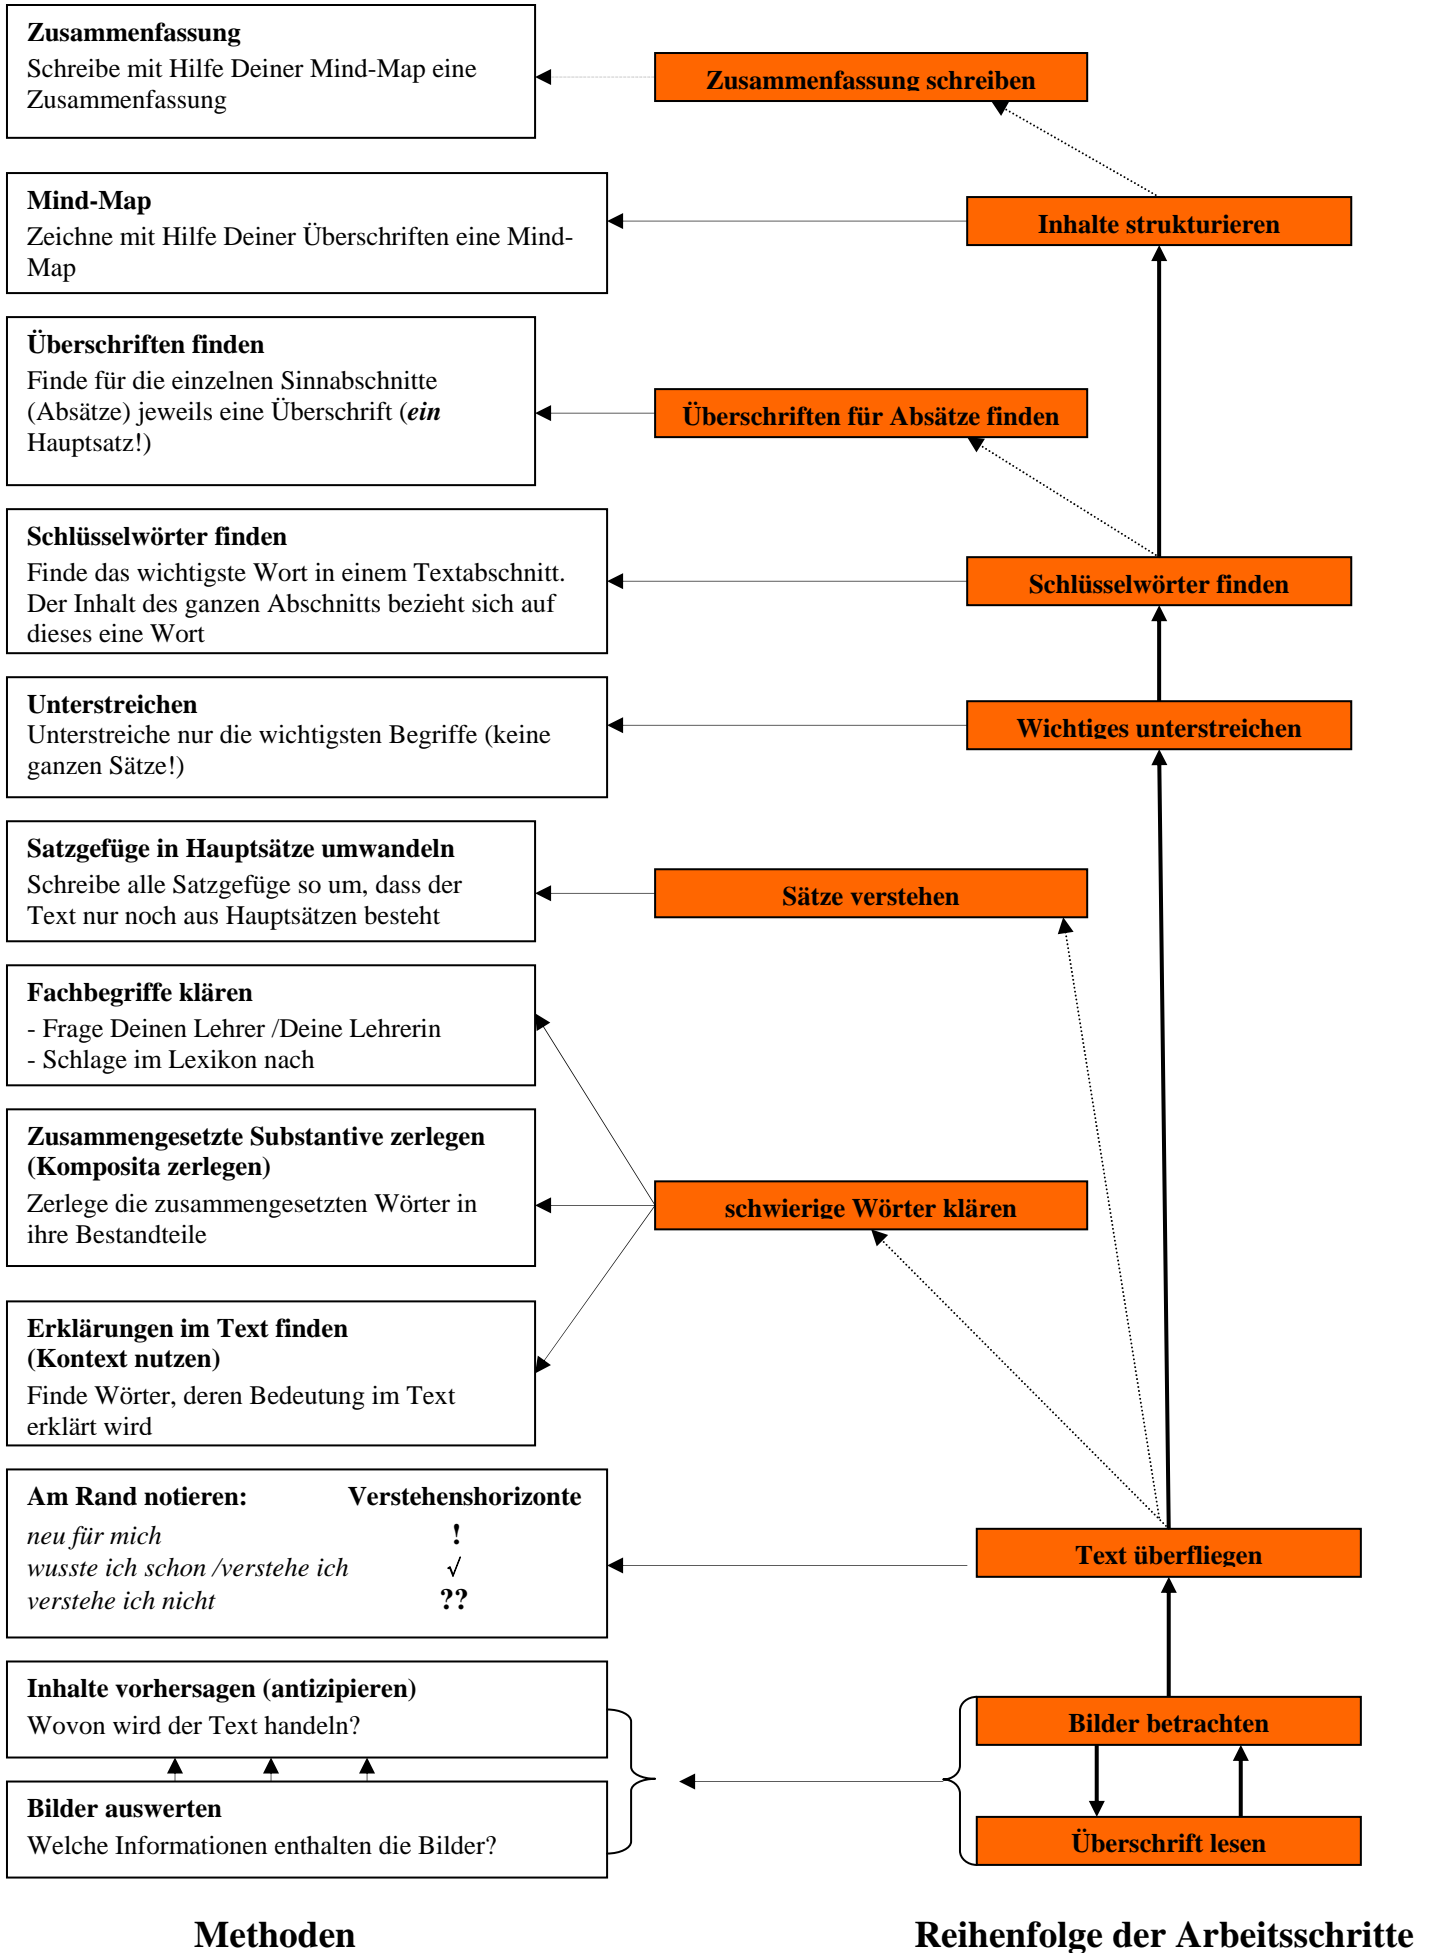 Zusammenfassung
Schreibe mit Hilfe Deiner Mind-Map eine
Zusammenfassung
Zusammenfassung schreiben
Mind-Map
Zeichne mit Hilfe Deiner Überschriften eine Mind-
Map
Inhalte strukturieren
Überschriften finden
Finde für die einzelnen Sinnabschnitte
(Absätze) jeweils eine Überschrift (ein
Hauptsatz!)
Überschriften für Absätze finden
Schlüsselwörter finden
Finde das wichtigste Wort in einem Textabschnitt.
Der Inhalt des ganzen Abschnitts bezieht sich auf
dieses eine Wort
Schlüsselwörter finden
Unterstreichen
Unterstreiche nur die wichtigsten Begriffe (keine
ganzen Sätze!)
Wichtiges unterstreichen
Satzgefüge in Hauptsätze umwandeln
Schreibe alle Satzgefüge so um, dass der
Text nur noch aus Hauptsätzen besteht
Sätze verstehen
Fachbegriffe klären
- Frage Deinen Lehrer /Deine Lehrerin
- Schlage im Lexikon nach
Zusammengesetzte Substantive zerlegen
(Komposita zerlegen)
Zerlege die zusammengesetzten Wörter in
ihre Bestandteile
schwierige Wörter klären
Erklärungen im Text finden
(Kontext nutzen)
Finde Wörter, deren Bedeutung im Text
erklärt wird
Am Rand notieren: Verstehenshorizonte
neu für mich !
wusste ich schon /verstehe ich √
verstehe ich nicht ??
Text überfliegen
Inhalte vorhersagen (antizipieren)
Wovon wird der Text handeln?
Bilder betrachten
Bilder auswerten
Welche Informationen enthalten die Bilder?
Überschrift lesen
Methoden Reihenfolge der Arbeitsschritte